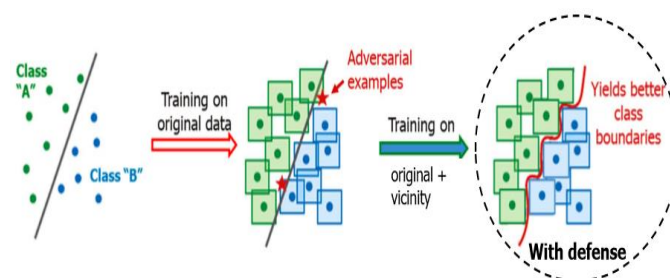 Class
"A"
Class "B"
Training on
original data
Adversarial
examples
Training on
original +
vicinity
Yields better
class
boundaries
With defense